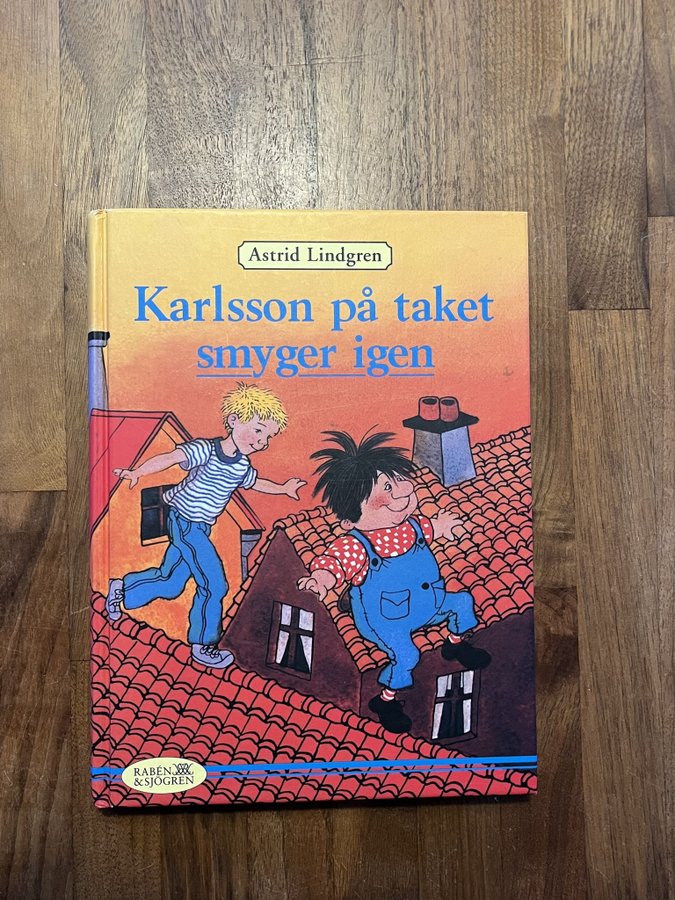 Astrid Lindgren
Karlsson på taket
smyger igen
RABÉN
& SJÖGREN